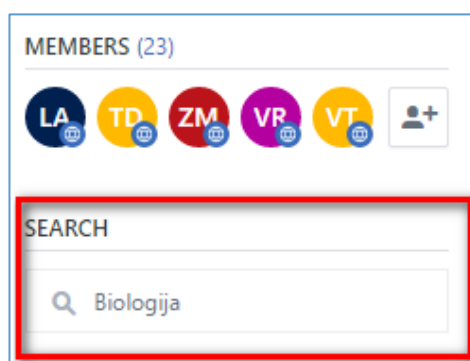 MEMBERS (23)
LA TD ZM VR VT
SEARCH
Biologija